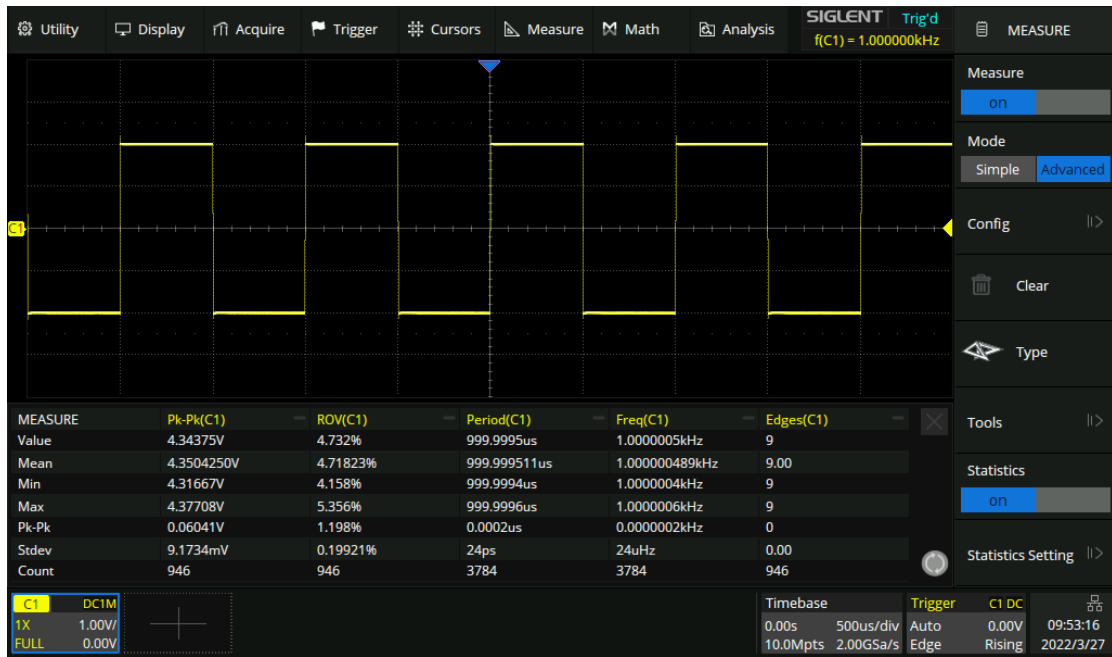 Utility Display Acquire Trigger Cursors Measure Math Analysis SIGLENT Trig'd MEASURE
f(C1) = 1.000000kHz
Measure
on
Mode
Simple Advanced
C1
Config
Clear
Type
MEASURE Pk-Pk(C1) ROV(C1) Period(C1) Freq(C1) Edges(C1)
Value 4.34375V 4.732% 999.9995us 1.0000005kHz 9
Mean 4.3504250V 4.71823% 999.999511us 1.000000489kHz 9.00
Min 4.31667V 4.158% 999.9994us 1.0000004kHz 9
Max 4.37708V 5.356% 999.9996us 1.0000006kHz 9
Pk-Pk 0.06041V 1.198% 0.0002us 0.0000002kHz 0
Stdev 9.1734mV 0.19921% 24ps 24uHz 0.00
Count 946 946 3784 3784 946
Tools
Statistics
on
Statistics Setting
C1 DC1M
1X 1.00V/
FULL 0.00V
Timebase
0.00s 500us/div
10.0Mpts 2.00GSa/s
Trigger C1 DC
Auto 0.00V
Edge Rising
09:53:16
2022/3/27